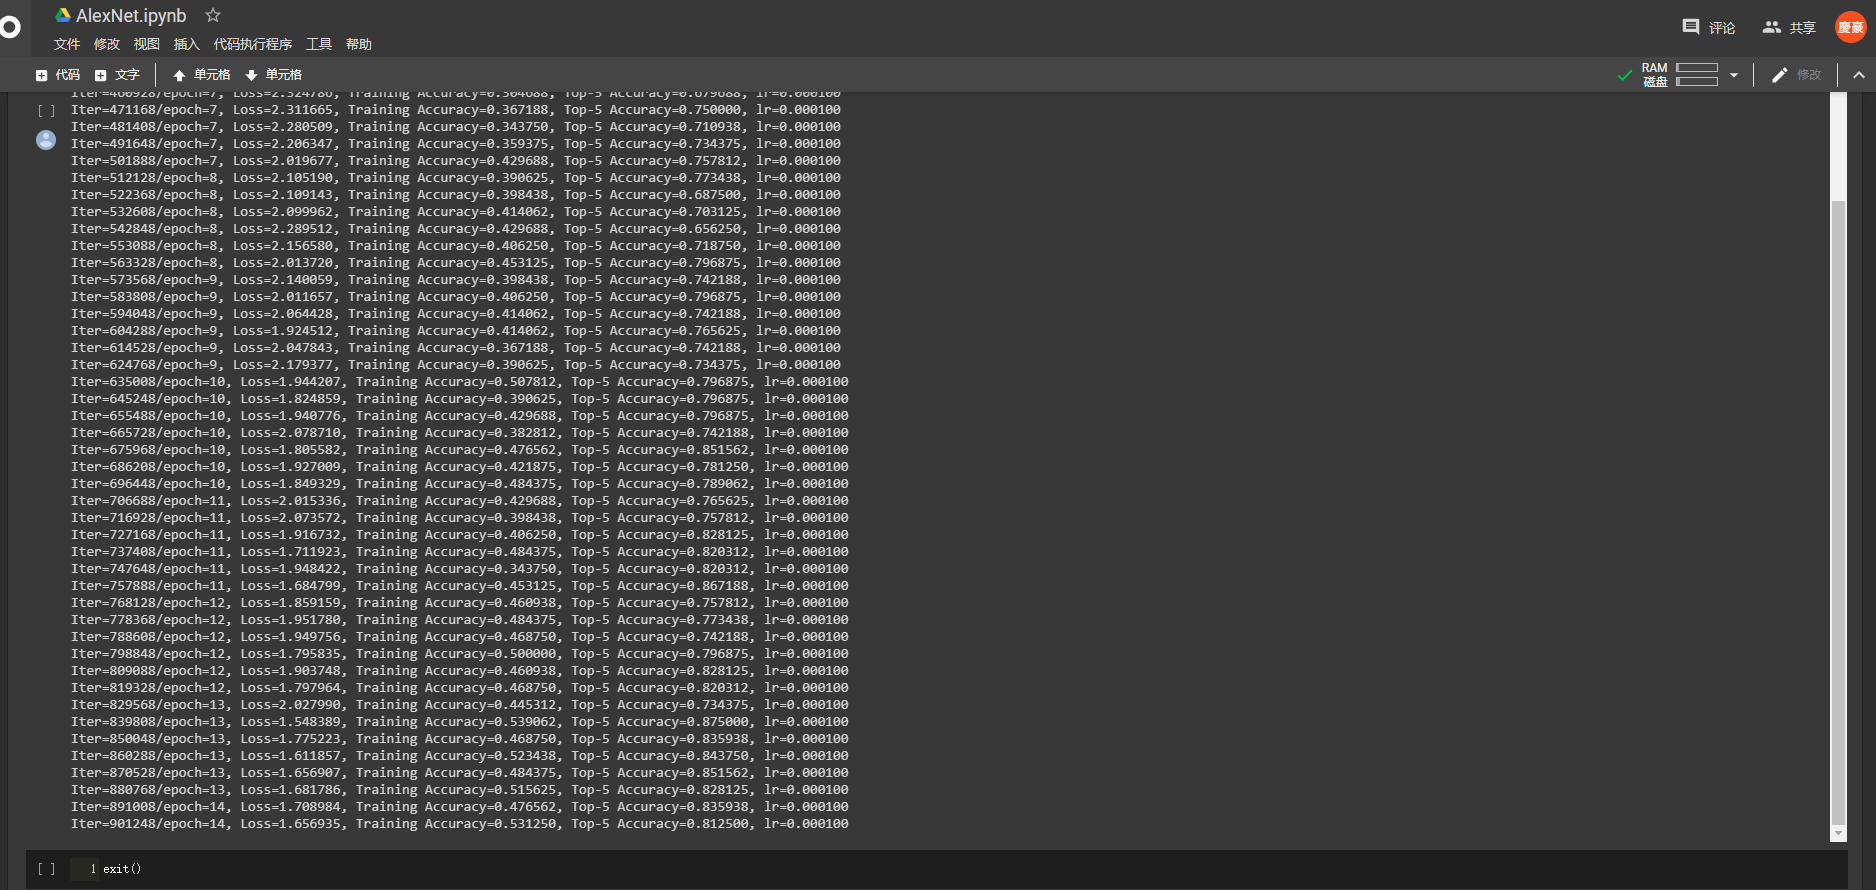 AlexNet.ipynb
文件 修改 视图 插入 代码执行程序 工具 帮助
评论 共享 慶豪
代码 文字 单元格 单元格
RAM
磁盘
修改
Iter=460928/epoch=7, Loss=2.324786, Training Accuracy=0.304688, Top-5 Accuracy=0.679688, lr=0.000100
[ ] Iter=471168/epoch=7, Loss=2.311665, Training Accuracy=0.367188, Top-5 Accuracy=0.750000, lr=0.000100
Iter=481408/epoch=7, Loss=2.280509, Training Accuracy=0.343750, Top-5 Accuracy=0.710938, lr=0.000100
Iter=491648/epoch=7, Loss=2.206347, Training Accuracy=0.359375, Top-5 Accuracy=0.734375, lr=0.000100
Iter=501888/epoch=7, Loss=2.019677, Training Accuracy=0.429688, Top-5 Accuracy=0.757812, lr=0.000100
Iter=512128/epoch=8, Loss=2.105190, Training Accuracy=0.390625, Top-5 Accuracy=0.773438, lr=0.000100
Iter=522368/epoch=8, Loss=2.109143, Training Accuracy=0.398438, Top-5 Accuracy=0.687500, lr=0.000100
Iter=532608/epoch=8, Loss=2.099962, Training Accuracy=0.414062, Top-5 Accuracy=0.703125, lr=0.000100
Iter=542848/epoch=8, Loss=2.289512, Training Accuracy=0.429688, Top-5 Accuracy=0.656250, lr=0.000100
Iter=553088/epoch=8, Loss=2.156580, Training Accuracy=0.406250, Top-5 Accuracy=0.718750, lr=0.000100
Iter=563328/epoch=8, Loss=2.013720, Training Accuracy=0.453125, Top-5 Accuracy=0.796875, lr=0.000100
Iter=573568/epoch=9, Loss=2.140059, Training Accuracy=0.398438, Top-5 Accuracy=0.742188, lr=0.000100
Iter=583808/epoch=9, Loss=2.011657, Training Accuracy=0.406250, Top-5 Accuracy=0.796875, lr=0.000100
Iter=594048/epoch=9, Loss=2.064428, Training Accuracy=0.414062, Top-5 Accuracy=0.742188, lr=0.000100
Iter=604288/epoch=9, Loss=1.924512, Training Accuracy=0.414062, Top-5 Accuracy=0.765625, lr=0.000100
Iter=614528/epoch=9, Loss=2.047843, Training Accuracy=0.367188, Top-5 Accuracy=0.742188, lr=0.000100
Iter=624768/epoch=9, Loss=2.179377, Training Accuracy=0.390625, Top-5 Accuracy=0.734375, lr=0.000100
Iter=635008/epoch=10, Loss=1.944207, Training Accuracy=0.507812, Top-5 Accuracy=0.796875, lr=0.000100
Iter=645248/epoch=10, Loss=1.824859, Training Accuracy=0.390625, Top-5 Accuracy=0.796875, lr=0.000100
Iter=655488/epoch=10, Loss=1.940776, Training Accuracy=0.429688, Top-5 Accuracy=0.796875, lr=0.000100
Iter=665728/epoch=10, Loss=2.078710, Training Accuracy=0.382812, Top-5 Accuracy=0.742188, lr=0.000100
Iter=675968/epoch=10, Loss=1.805582, Training Accuracy=0.476562, Top-5 Accuracy=0.851562, lr=0.000100
Iter=686208/epoch=10, Loss=1.927009, Training Accuracy=0.421875, Top-5 Accuracy=0.781250, lr=0.000100
Iter=696448/epoch=10, Loss=1.849329, Training Accuracy=0.484375, Top-5 Accuracy=0.789062, lr=0.000100
Iter=706688/epoch=11, Loss=2.015336, Training Accuracy=0.429688, Top-5 Accuracy=0.765625, lr=0.000100
Iter=716928/epoch=11, Loss=2.073572, Training Accuracy=0.398438, Top-5 Accuracy=0.757812, lr=0.000100
Iter=727168/epoch=11, Loss=1.916732, Training Accuracy=0.406250, Top-5 Accuracy=0.828125, lr=0.000100
Iter=737408/epoch=11, Loss=1.711923, Training Accuracy=0.484375, Top-5 Accuracy=0.820312, lr=0.000100
Iter=747648/epoch=11, Loss=1.948422, Training Accuracy=0.343750, Top-5 Accuracy=0.820312, lr=0.000100
Iter=757888/epoch=11, Loss=1.684799, Training Accuracy=0.453125, Top-5 Accuracy=0.867188, lr=0.000100
Iter=768128/epoch=12, Loss=1.859159, Training Accuracy=0.460938, Top-5 Accuracy=0.757812, lr=0.000100
Iter=778368/epoch=12, Loss=1.951780, Training Accuracy=0.484375, Top-5 Accuracy=0.773438, lr=0.000100
Iter=788608/epoch=12, Loss=1.949756, Training Accuracy=0.468750, Top-5 Accuracy=0.742188, lr=0.000100
Iter=798848/epoch=12, Loss=1.795835, Training Accuracy=0.500000, Top-5 Accuracy=0.796875, lr=0.000100
Iter=809088/epoch=12, Loss=1.903748, Training Accuracy=0.460938, Top-5 Accuracy=0.828125, lr=0.000100
Iter=819328/epoch=12, Loss=1.797964, Training Accuracy=0.468750, Top-5 Accuracy=0.820312, lr=0.000100
Iter=829568/epoch=13, Loss=2.027990, Training Accuracy=0.445312, Top-5 Accuracy=0.734375, lr=0.000100
Iter=839808/epoch=13, Loss=1.548389, Training Accuracy=0.539062, Top-5 Accuracy=0.875000, lr=0.000100
Iter=850048/epoch=13, Loss=1.775223, Training Accuracy=0.468750, Top-5 Accuracy=0.835938, lr=0.000100
Iter=860288/epoch=13, Loss=1.611857, Training Accuracy=0.523438, Top-5 Accuracy=0.843750, lr=0.000100
Iter=870528/epoch=13, Loss=1.656907, Training Accuracy=0.484375, Top-5 Accuracy=0.851562, lr=0.000100
Iter=880768/epoch=13, Loss=1.681786, Training Accuracy=0.515625, Top-5 Accuracy=0.828125, lr=0.000100
Iter=891008/epoch=14, Loss=1.708984, Training Accuracy=0.476562, Top-5 Accuracy=0.835938, lr=0.000100
Iter=901248/epoch=14, Loss=1.656935, Training Accuracy=0.531250, Top-5 Accuracy=0.812500, lr=0.000100
[ ] 1 exit()